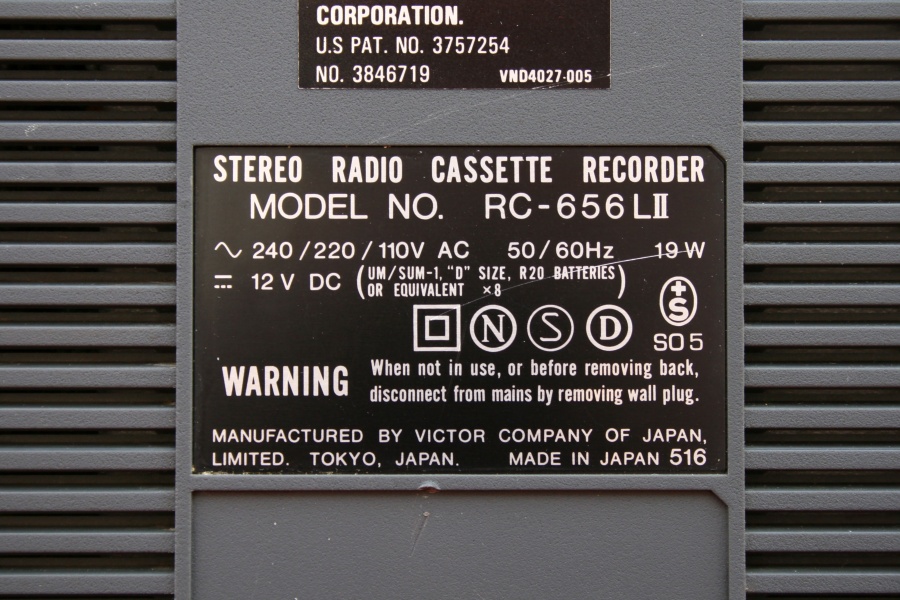 CORPORATION.
U.S PAT. NO. 3757254
NO. 3846719 VND4027-005
STEREO RADIO CASSETTE RECORDER
MODEL NO. RC-656LII
∿ 240/220/110V AC 50/60Hz 19W
⎓ 12V DC (UM/SUM-1, "D" SIZE, R20 BATTERIES
OR EQUIVALENT ×8)
+S
N S D
SO5
WARNING When not in use, or before removing back,
disconnect from mains by removing wall plug.
MANUFACTURED BY VICTOR COMPANY OF JAPAN,
LIMITED. TOKYO, JAPAN. MADE IN JAPAN 516